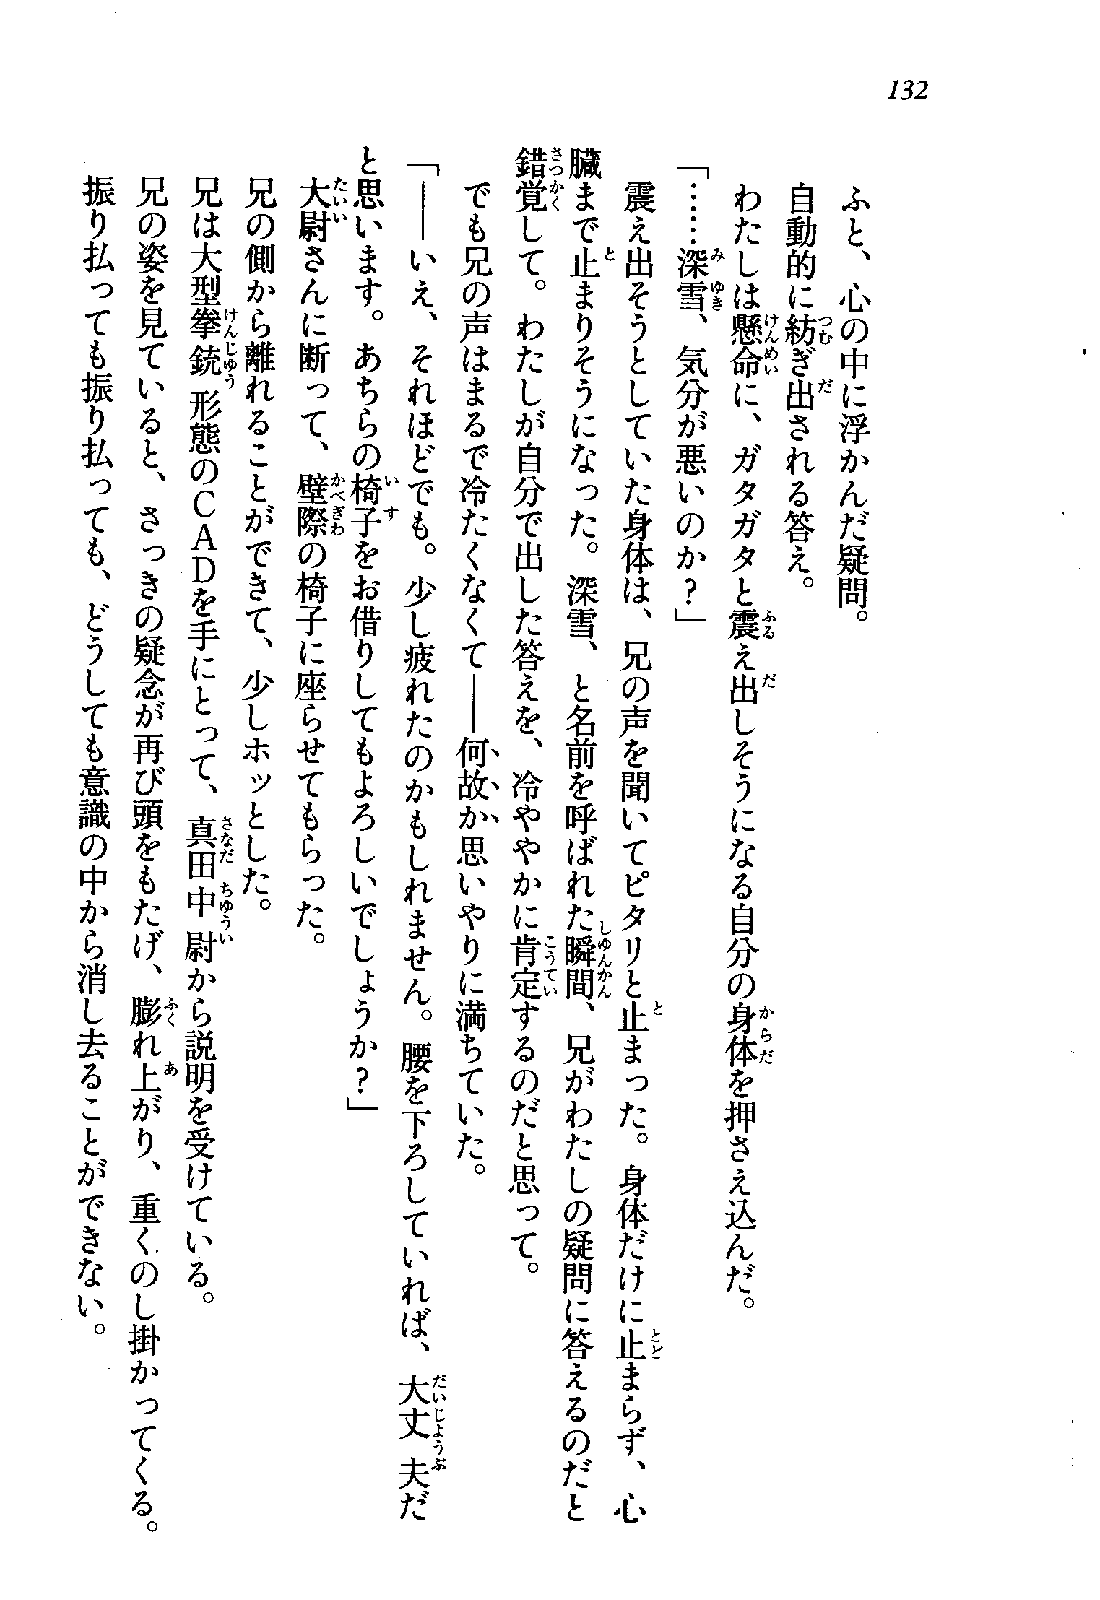 132
ふと、心の中に浮かんだ疑問。
自動的に紡ぎ出される答え。
わたしは懸命に、ガタガタと震え出しそうになる自分の身体を押さえ込んだ。
「……深雪、気分が悪いのか？」
震え出そうとしていた身体は、兄の声を聞いてピタリと止まった。身体だけに止まらず、心
臓まで止まりそうになった。深雪、と名前を呼ばれた瞬間、兄がわたしの疑問に答えるのだと
錯覚して。わたしが自分で出した答えを、冷ややかに肯定するのだと思って。
でも兄の声はまるで冷たくなくて──何故か思いやりに満ちていた。
「──いえ、それほどでも。少し疲れたのかもしれません。腰を下ろしていれば、大丈夫だ
と思います。あちらの椅子をお借りしてもよろしいでしょうか？」
大尉さんに断って、壁際の椅子に座らせてもらった。
兄の側から離れることができて、少しホッとした。
兄は大型拳銃形態のＣＡＤを手にとって、真田中尉から説明を受けている。
兄の姿を見ていると、さっきの疑念が再び頭をもたげ、膨れ上がり、重くのし掛かってくる。
振り払っても振り払っても、どうしても意識の中から消し去ることができない。